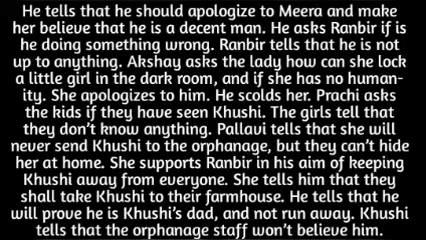 He tells that he should apologize to Meera and make
her believe that he is a decent man. He asks Ranbir if is
he doing something wrong. Ranbir tells that he is not
up to anything. Akshay asks the lady how can she lock
a little girl in the dark room, and if she has no human-
ity. She apologizes to him. He scolds her. Prachi asks
the kids if they have seen Khushi. The girls tell that
they don’t know anything. Pallavi tells that she will
never send Khushi to the orphanage, but they can’t hide
her at home. She supports Ranbir in his aim of keeping
Khushi away from everyone. She tells him that they
shall take Khushi to their farmhouse. He tells that he
will prove he is Khushi’s dad, and not run away. Khushi
tells that the orphanage staff won’t believe him.